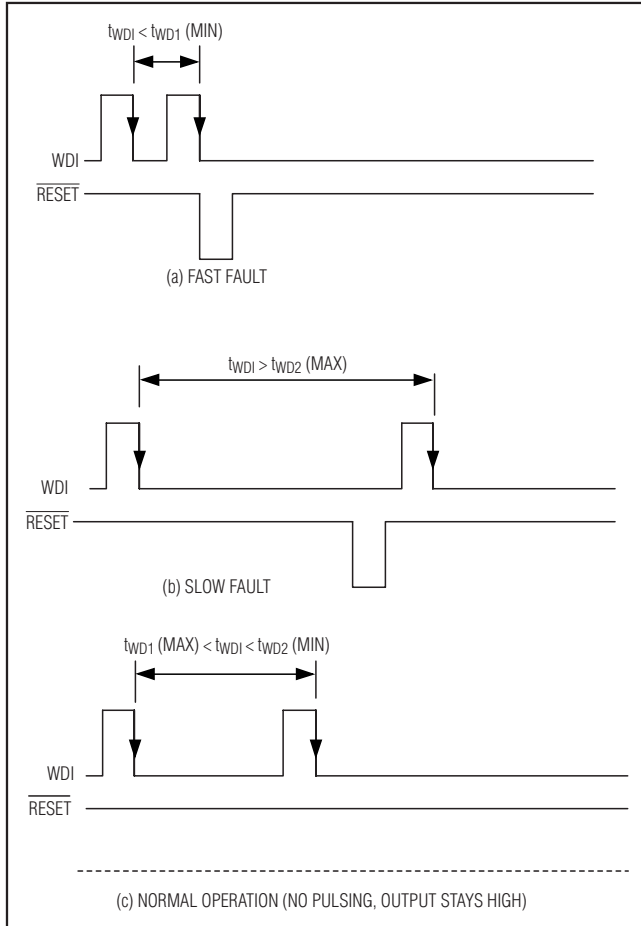 tWDI < tWD1 (MIN)
WDI
RESET
(a) FAST FAULT
tWDI > tWD2 (MAX)
WDI
RESET
(b) SLOW FAULT
tWD1 (MAX) < tWDI < tWD2 (MIN)
WDI
RESET
(c) NORMAL OPERATION (NO PULSING, OUTPUT STAYS HIGH)